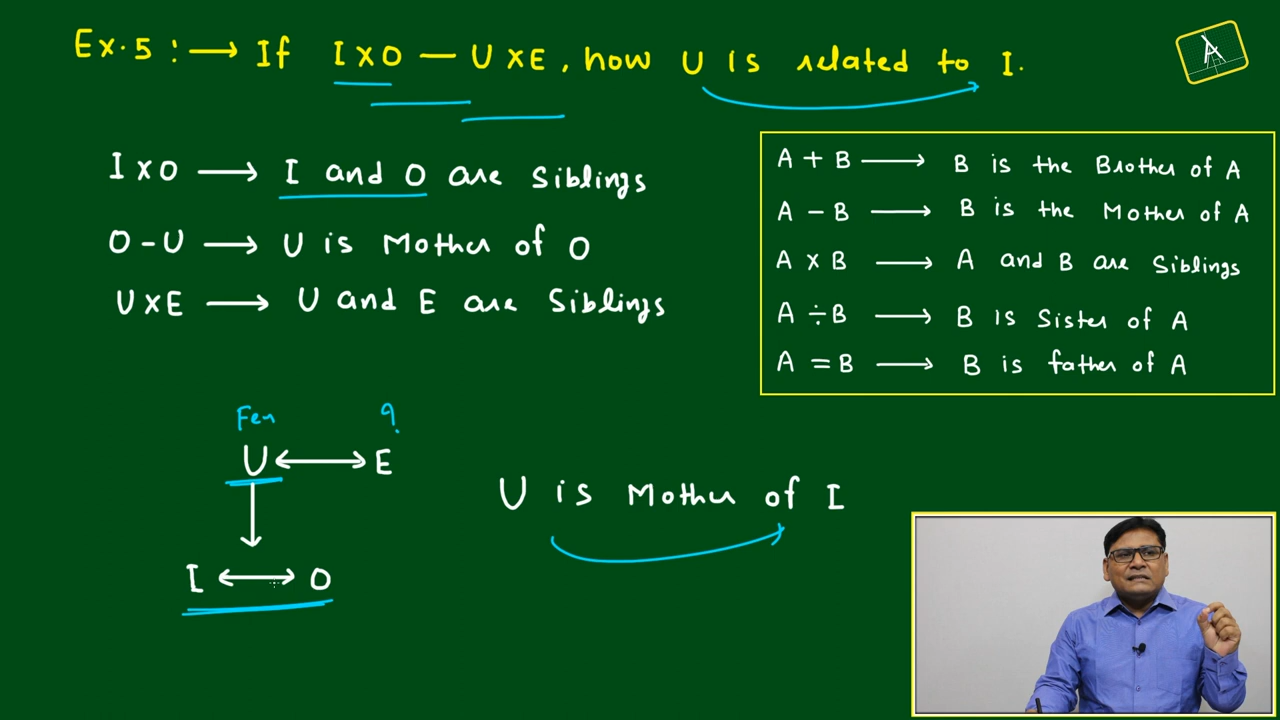 Ex.5 : → If I x O — U x E, how U is related to I.
I x O → I and O are Siblings
O - U → U is Mother of O
U x E → U and E are Siblings
A + B → B is the Brother of A
A - B → B is the Mother of A
A x B → A and B are Siblings
A ÷ B → B is Sister of A
A = B → B is father of A
Fem ?
U ↔ E
I ↔ O
U is Mother of I
A